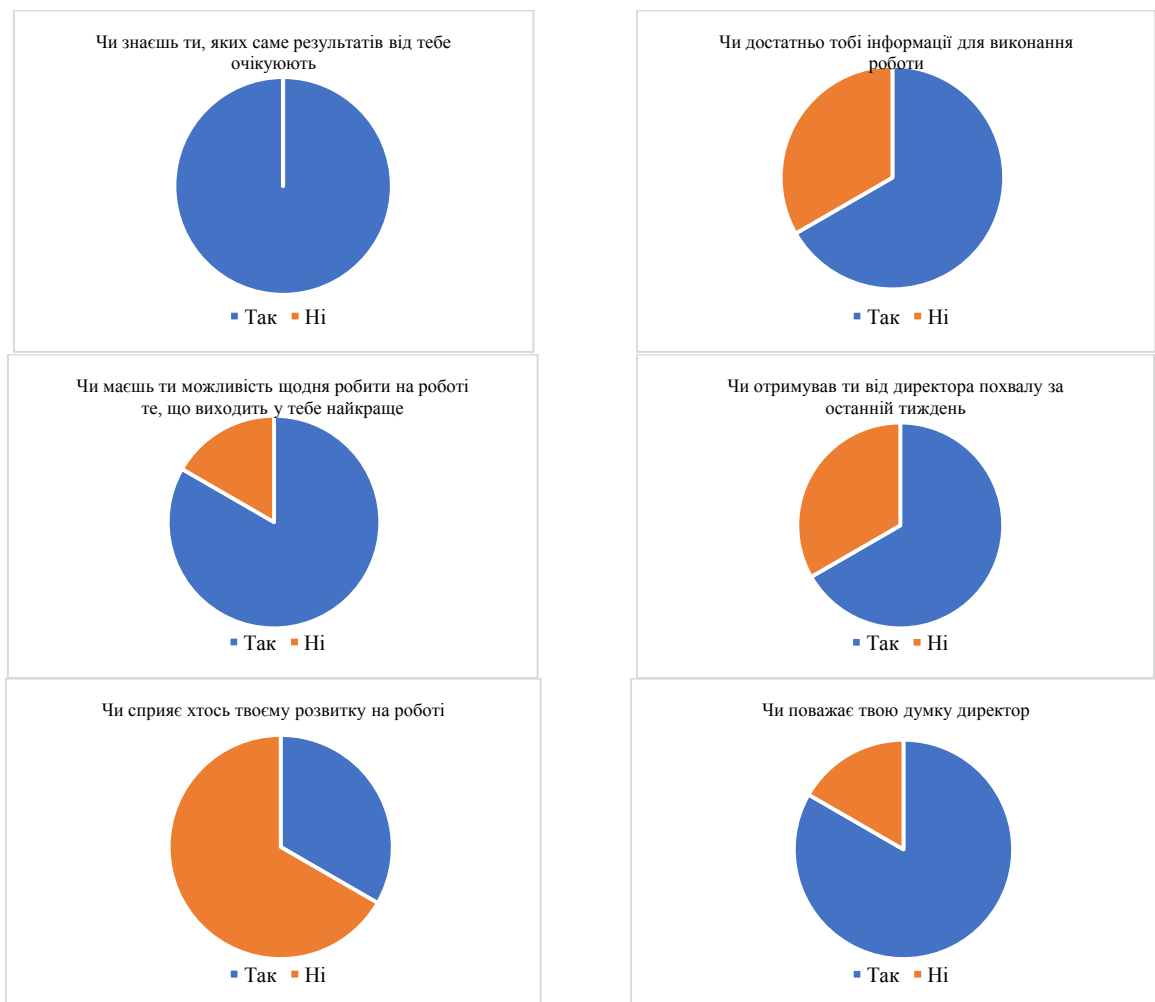 Чи знаєшь ти, яких саме результатів від тебе
очікуюють
Так Ні
Чи достатньо тобі інформації для виконання
роботи
Так Ні
Чи маєшь ти можливість щодня робити на роботі
те, що виходить у тебе найкраще
Так Ні
Чи отримував ти від директора похвалу за
останній тиждень
Так Ні
Чи сприяє хтось твоєму розвитку на роботі
Так Ні
Чи поважає твою думку директор
Так Ні